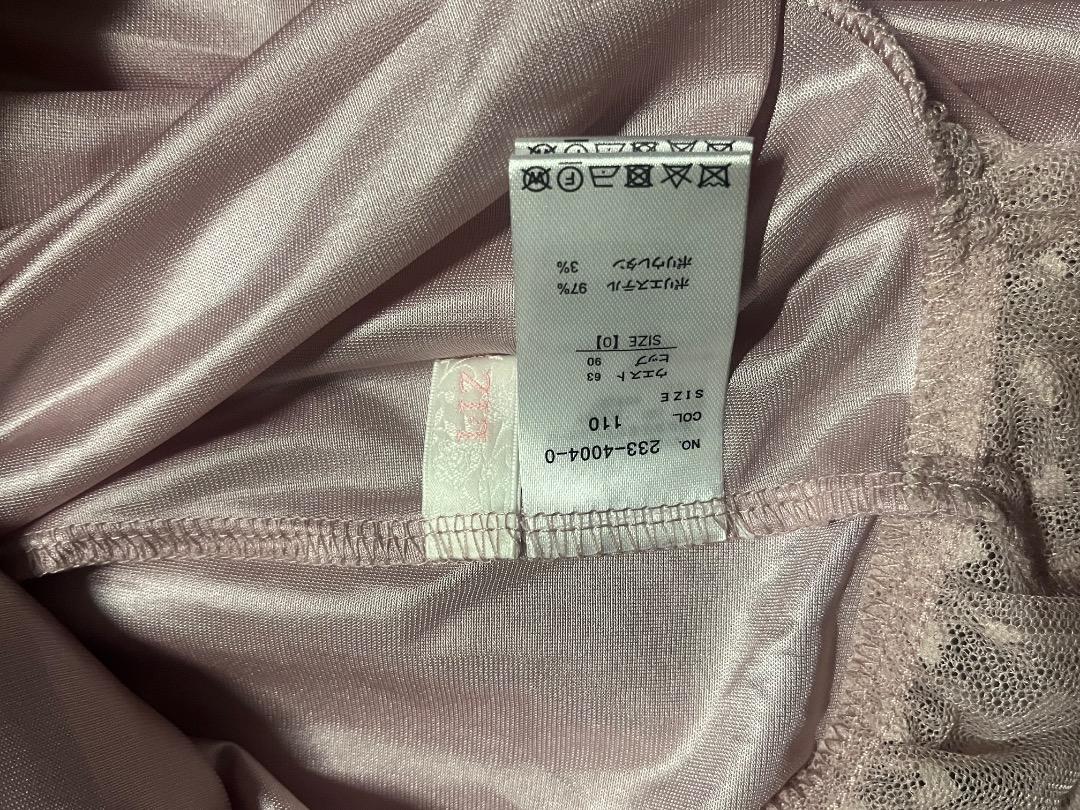 NO. 233-4004-0
COL 110
SIZE
ウエスト 63
ヒップ 90
SIZE【0】
ポリエステル 97%
ポリウレタン 3%
W F
LIZ